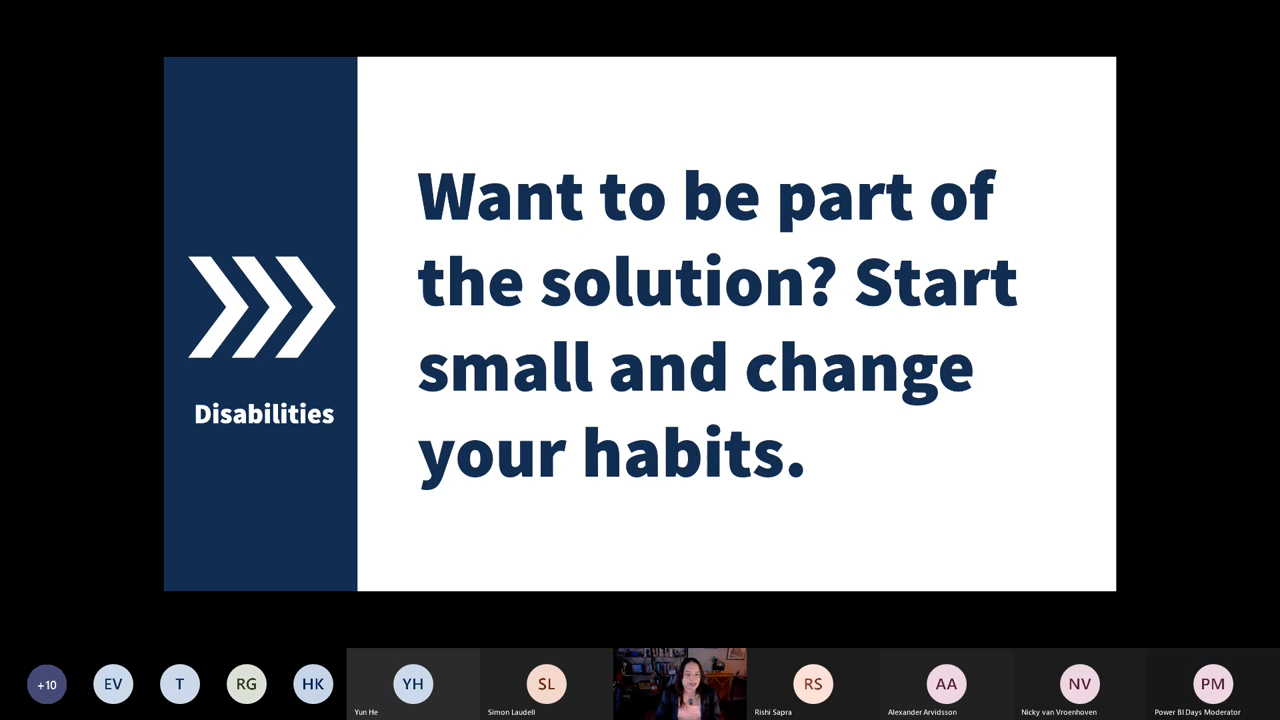 Want to be part of
the solution? Start
small and change
your habits.
Disabilities
+10
EV
T
RG
HK
YH
SL
RS
AA
NV
PM
Yun He
Simon Laudell
Rishi Sapra
Alexander Arvidsson
Nicky van Vroenhoven
Power BI Days Moderator